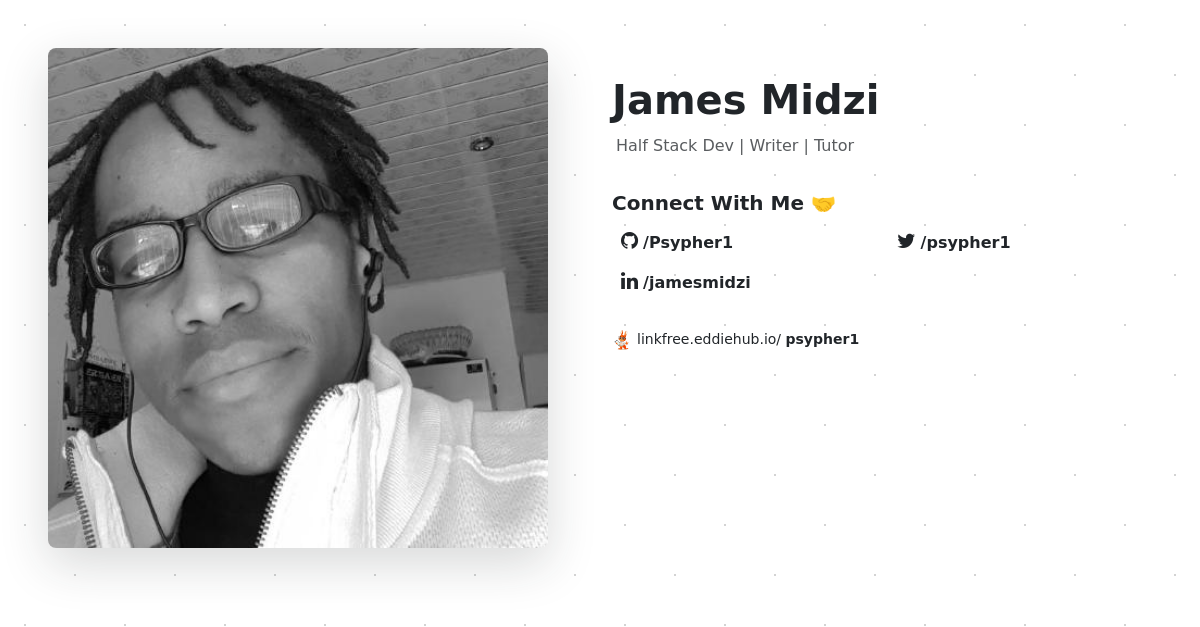 James Midzi
Half Stack Dev | Writer | Tutor
Connect With Me 🤝
/Psypher1
/psypher1
/jamesmidzi
linkfree.eddiehub.io/ psypher1